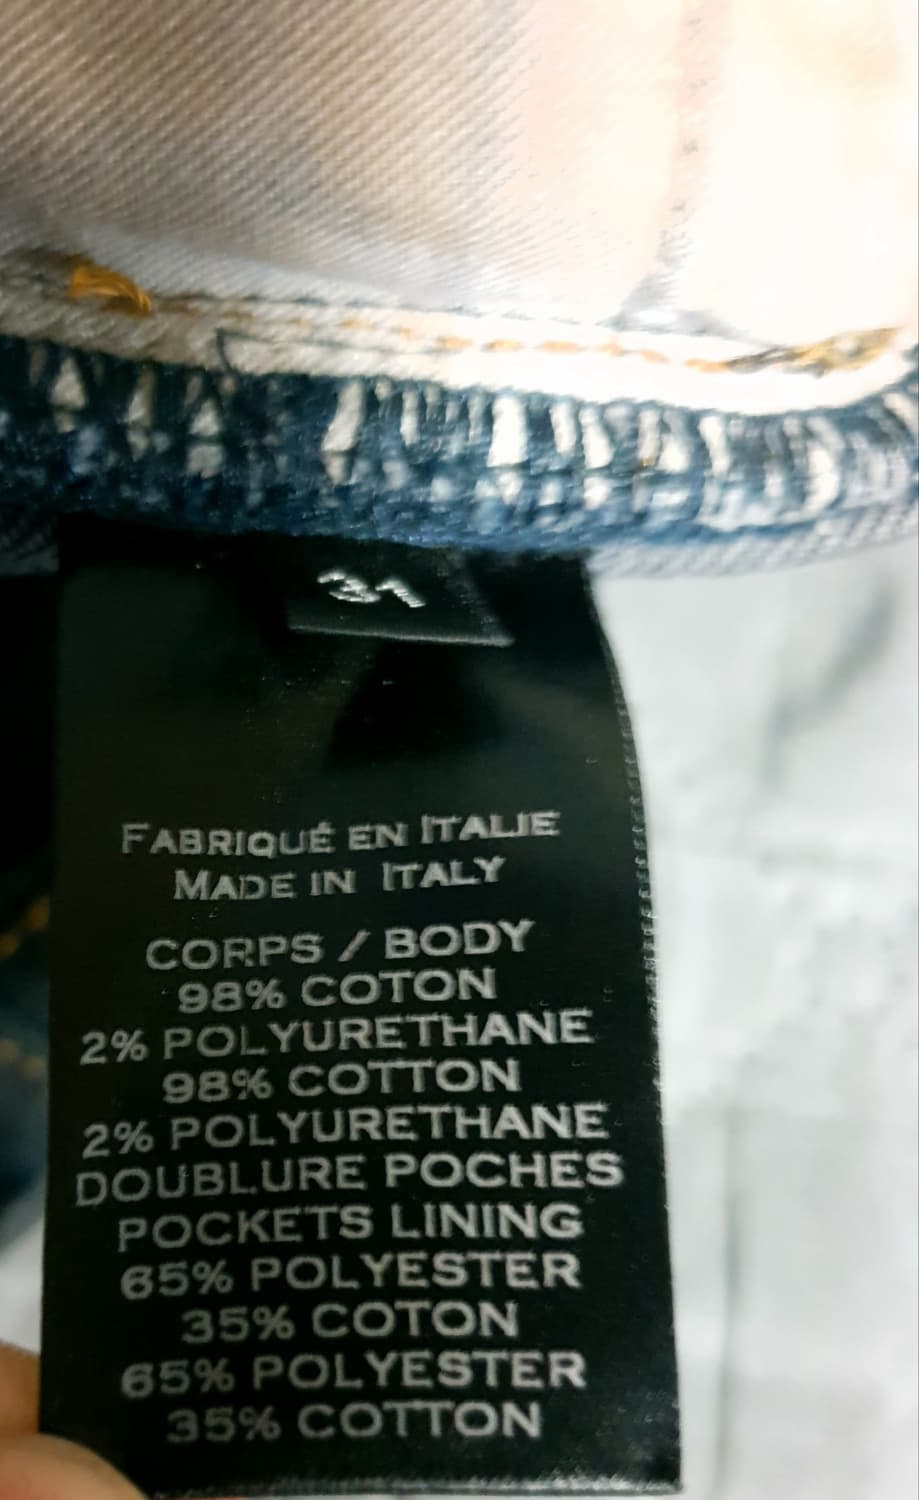 31
FABRIQUÉ EN ITALIE
MADE IN ITALY
CORPS / BODY
98% COTON
2% POLYURETHANE
98% COTTON
2% POLYURETHANE
DOUBLURE POCHES
POCKETS LINING
65% POLYESTER
35% COTON
65% POLYESTER
35% COTTON